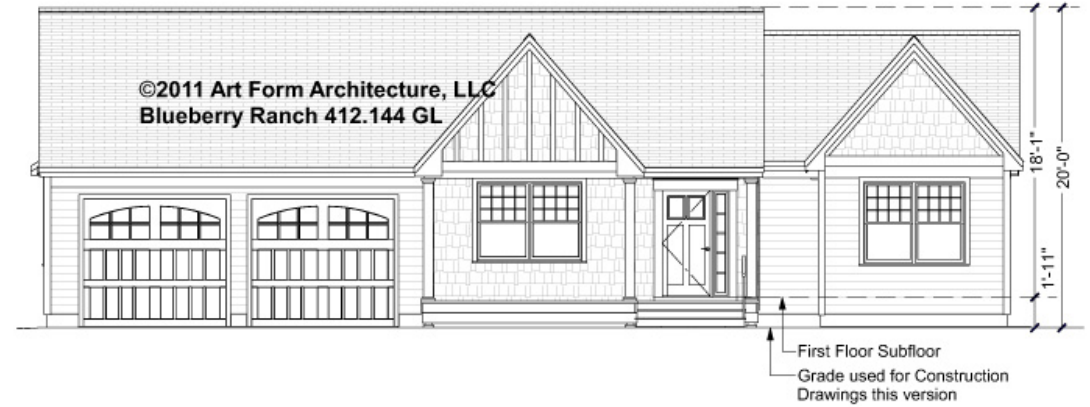 ©2011 Art Form Architecture, LLC
Blueberry Ranch 412.144 GL
18'-1"
20'-0"
1'-11"
First Floor Subfloor
Grade used for Construction
Drawings this version